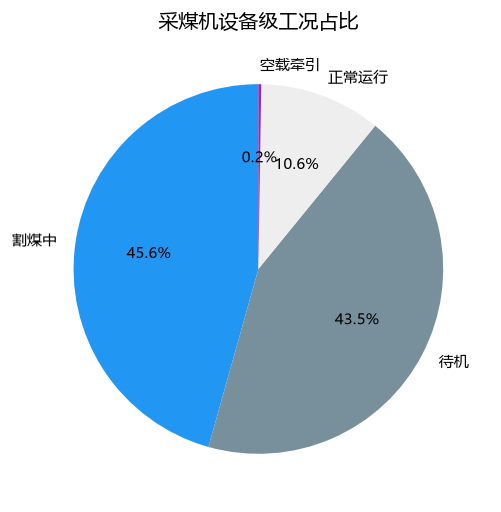 采煤机设备级工况占比
空载牵引
正常运行
0.2%
10.6%
割煤中
45.6%
43.5%
待机